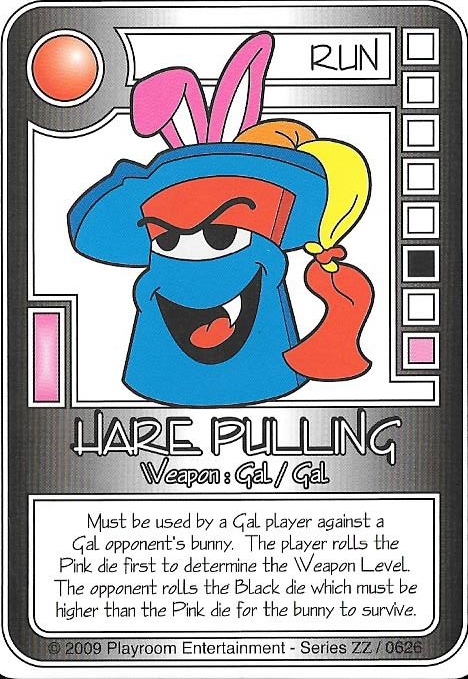 RUN
HARE PULLING
Weapon : Gal / Gal
Must be used by a Gal player against a
Gal opponent's bunny. The player rolls the
Pink die first to determine the Weapon Level.
The opponent rolls the Black die which must be
higher than the Pink die for the bunny to survive.
© 2009 Playroom Entertainment - Series ZZ / 0626